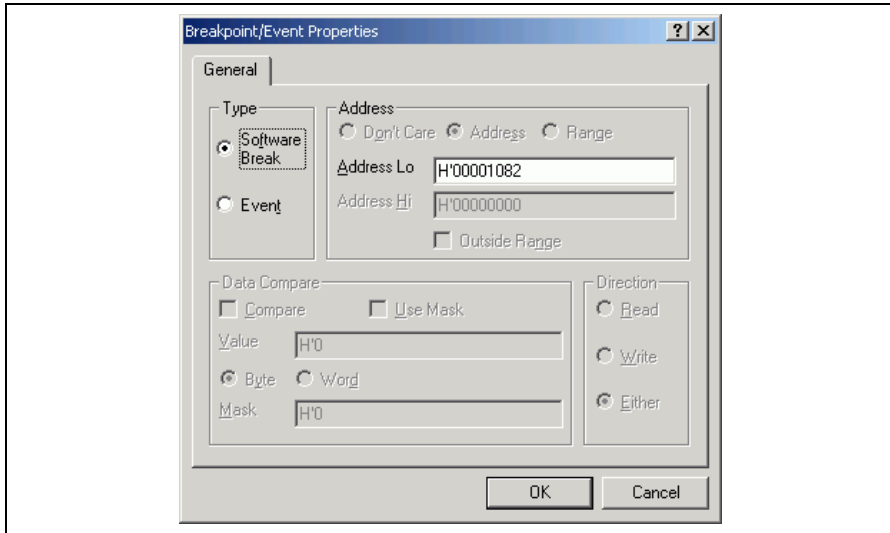 Breakpoint/Event Properties
General
Type
Software
Break
Event
Address
Don't Care
Address
Range
Address Lo
H'00001082
Address Hi
H'00000000
Outside Range
Data Compare
Compare
Use Mask
Value
H'0
Byte
Word
Mask
H'0
Direction
Read
Write
Either
OK
Cancel